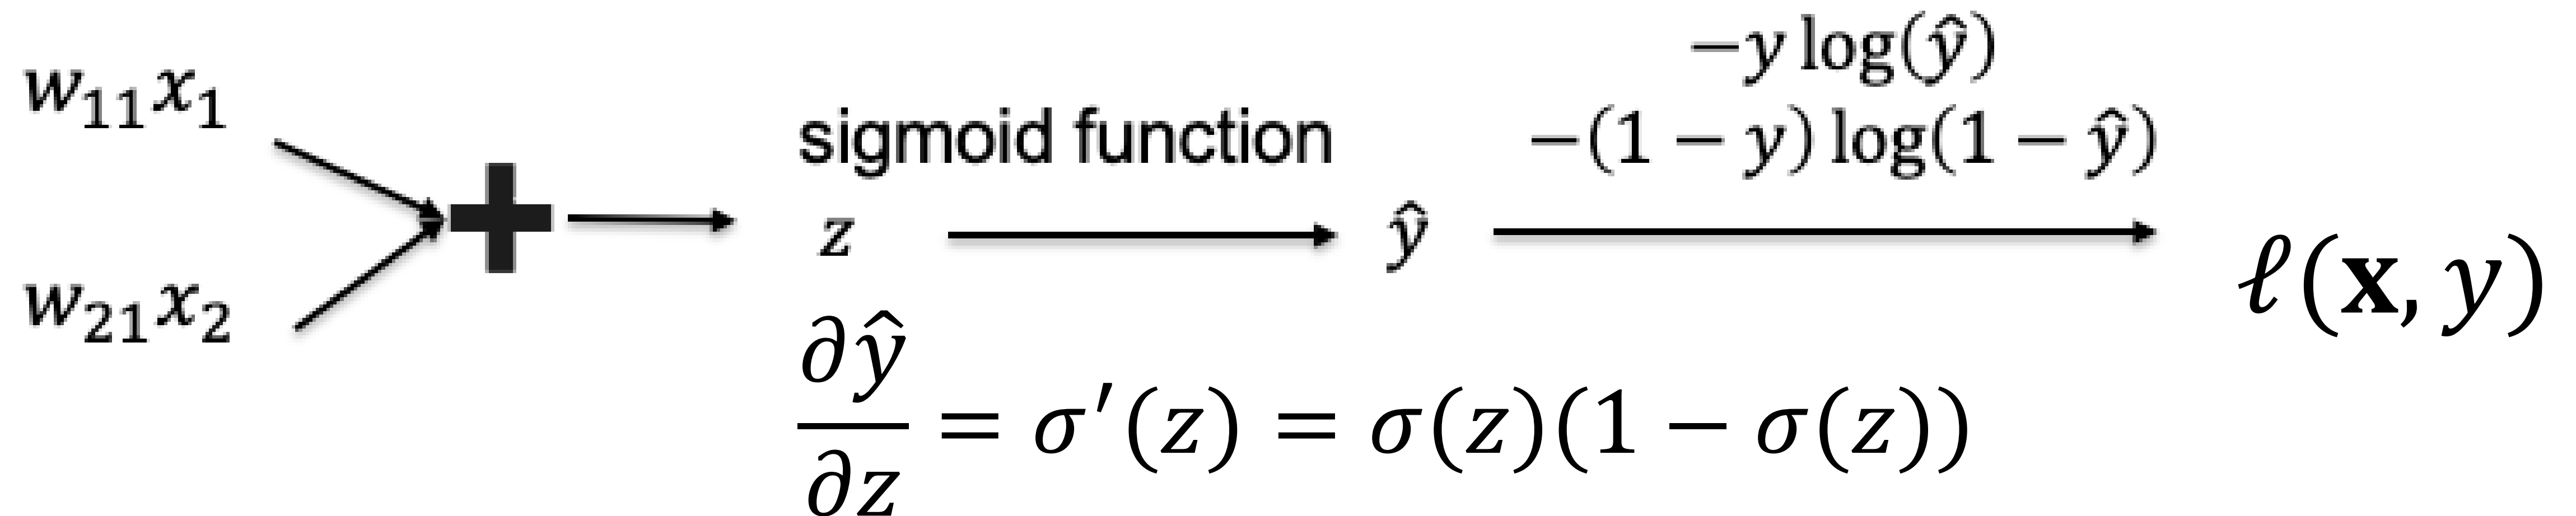 w₁₁x₁
w₂₁x₂
sigmoid function
z
ŷ
−y log(ŷ)
−(1 − y) log(1 − ŷ)
ℓ(𝐱, y)
∂ŷ/∂z = σ′(z) = σ(z)(1 − σ(z))